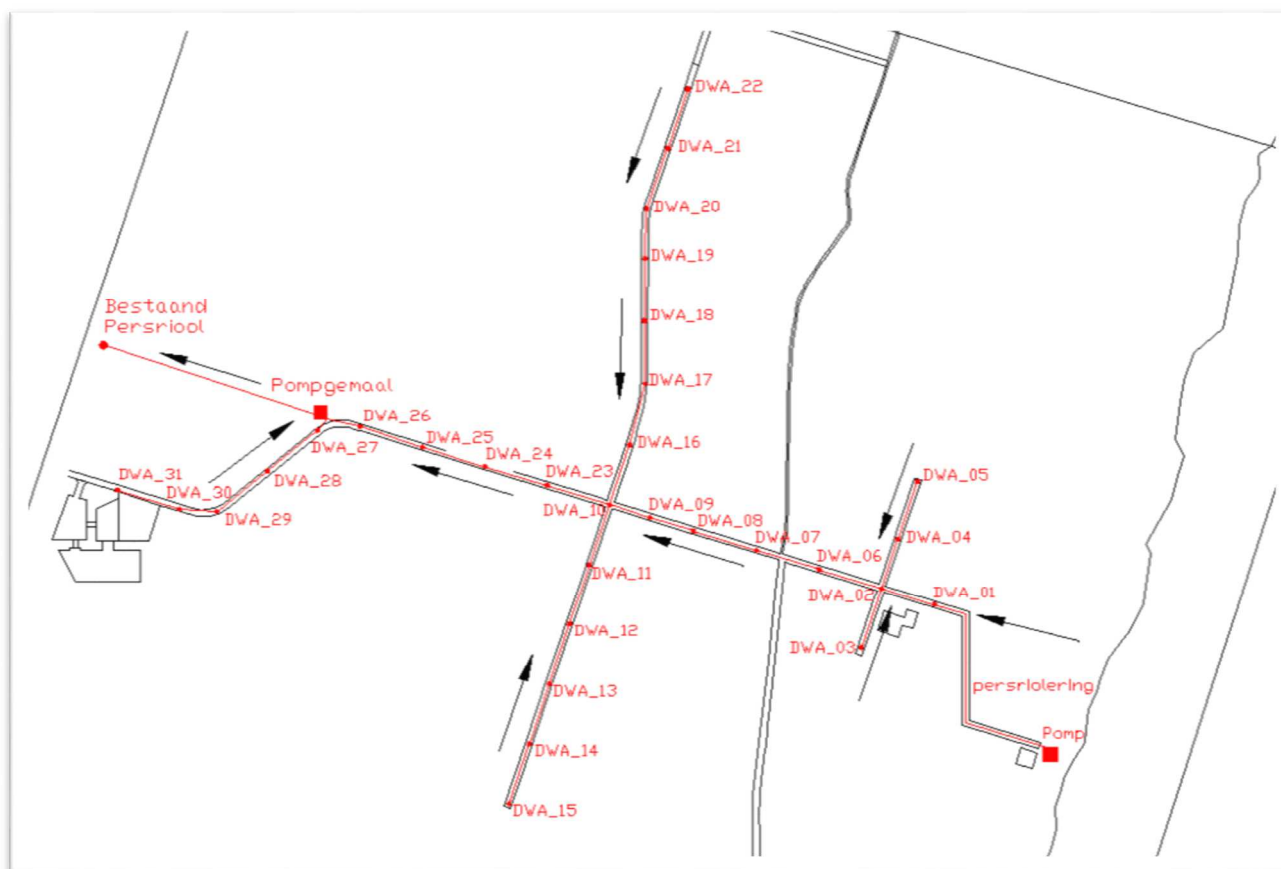 DWA_22
DWA_21
DWA_20
DWA_19
Bestaand
Persriool
DWA_18
Pompgemaal
DWA_17
DWA_26
DWA_16
DWA_25
DWA_27
DWA_24
DWA_31
DWA_23
DWA_05
DWA_28
DWA_30
DWA_09
DWA_10
DWA_29
DWA_08
DWA_04
DWA_07
DWA_06
DWA_11
DWA_01
DWA_02
DWA_12
DWA_03
DWA_13
persriolering
Pomp
DWA_14
DWA_15